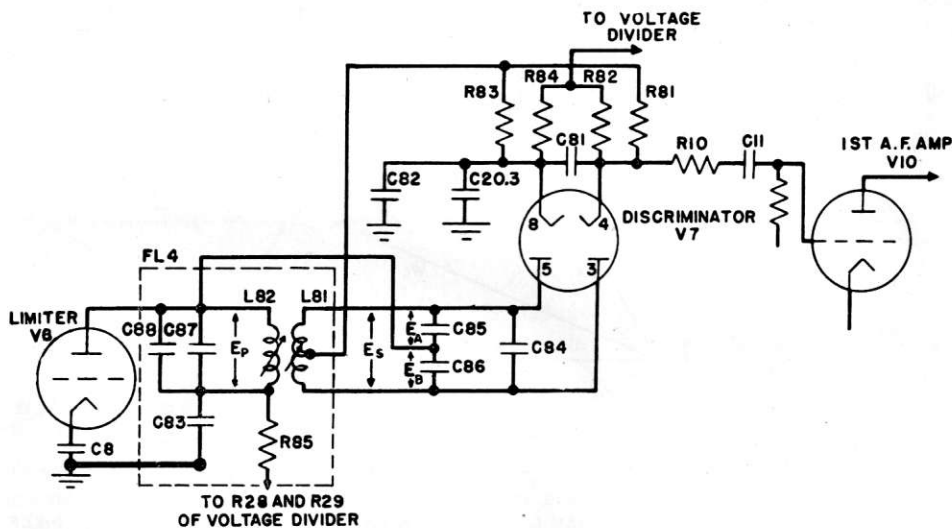 TO VOLTAGE
DIVIDER
R83
R84
R82
R81
C81
R10
C11
1ST A.F. AMP
V10
C82
C20.3
8
4
DISCRIMINATOR
V7
5
3
FL4
L82
L81
LIMITER
V6
C88
C87
EP
ES
EA
C85
EB
C86
C84
C83
C8
R85
TO R28 AND R29
OF VOLTAGE DIVIDER